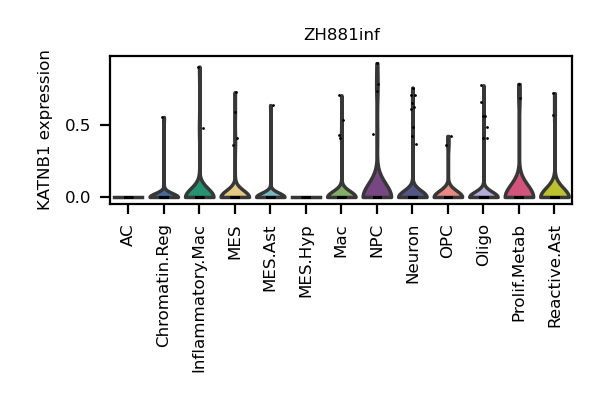 ZH881inf
KATNB1 expression
0.5
0.0
AC
Chromatin.Reg
Inflammatory.Mac
MES
MES.Ast
MES.Hyp
Mac
NPC
Neuron
OPC
Oligo
Prolif.Metab
Reactive.Ast